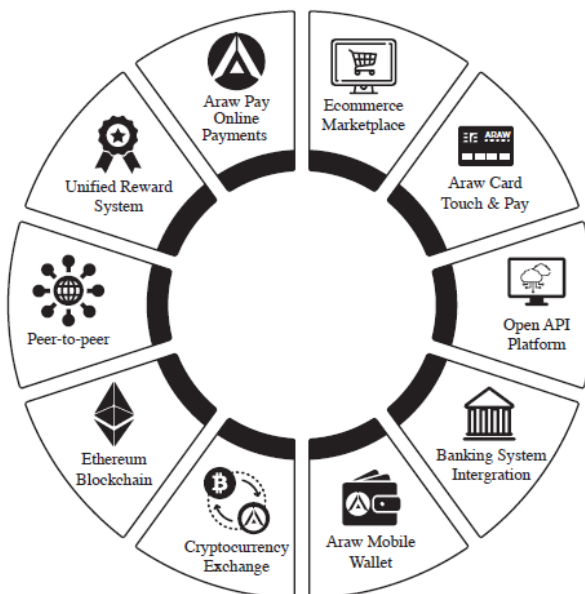 Araw Pay
Online
Payments
Ecommerce
Marketplace
ARAW
Araw Card
Touch & Pay
Open API
Platform
Banking System
Intergration
Araw Mobile
Wallet
Cryptocurrency
Exchange
Ethereum
Blockchain
Peer-to-peer
Unified Reward
System